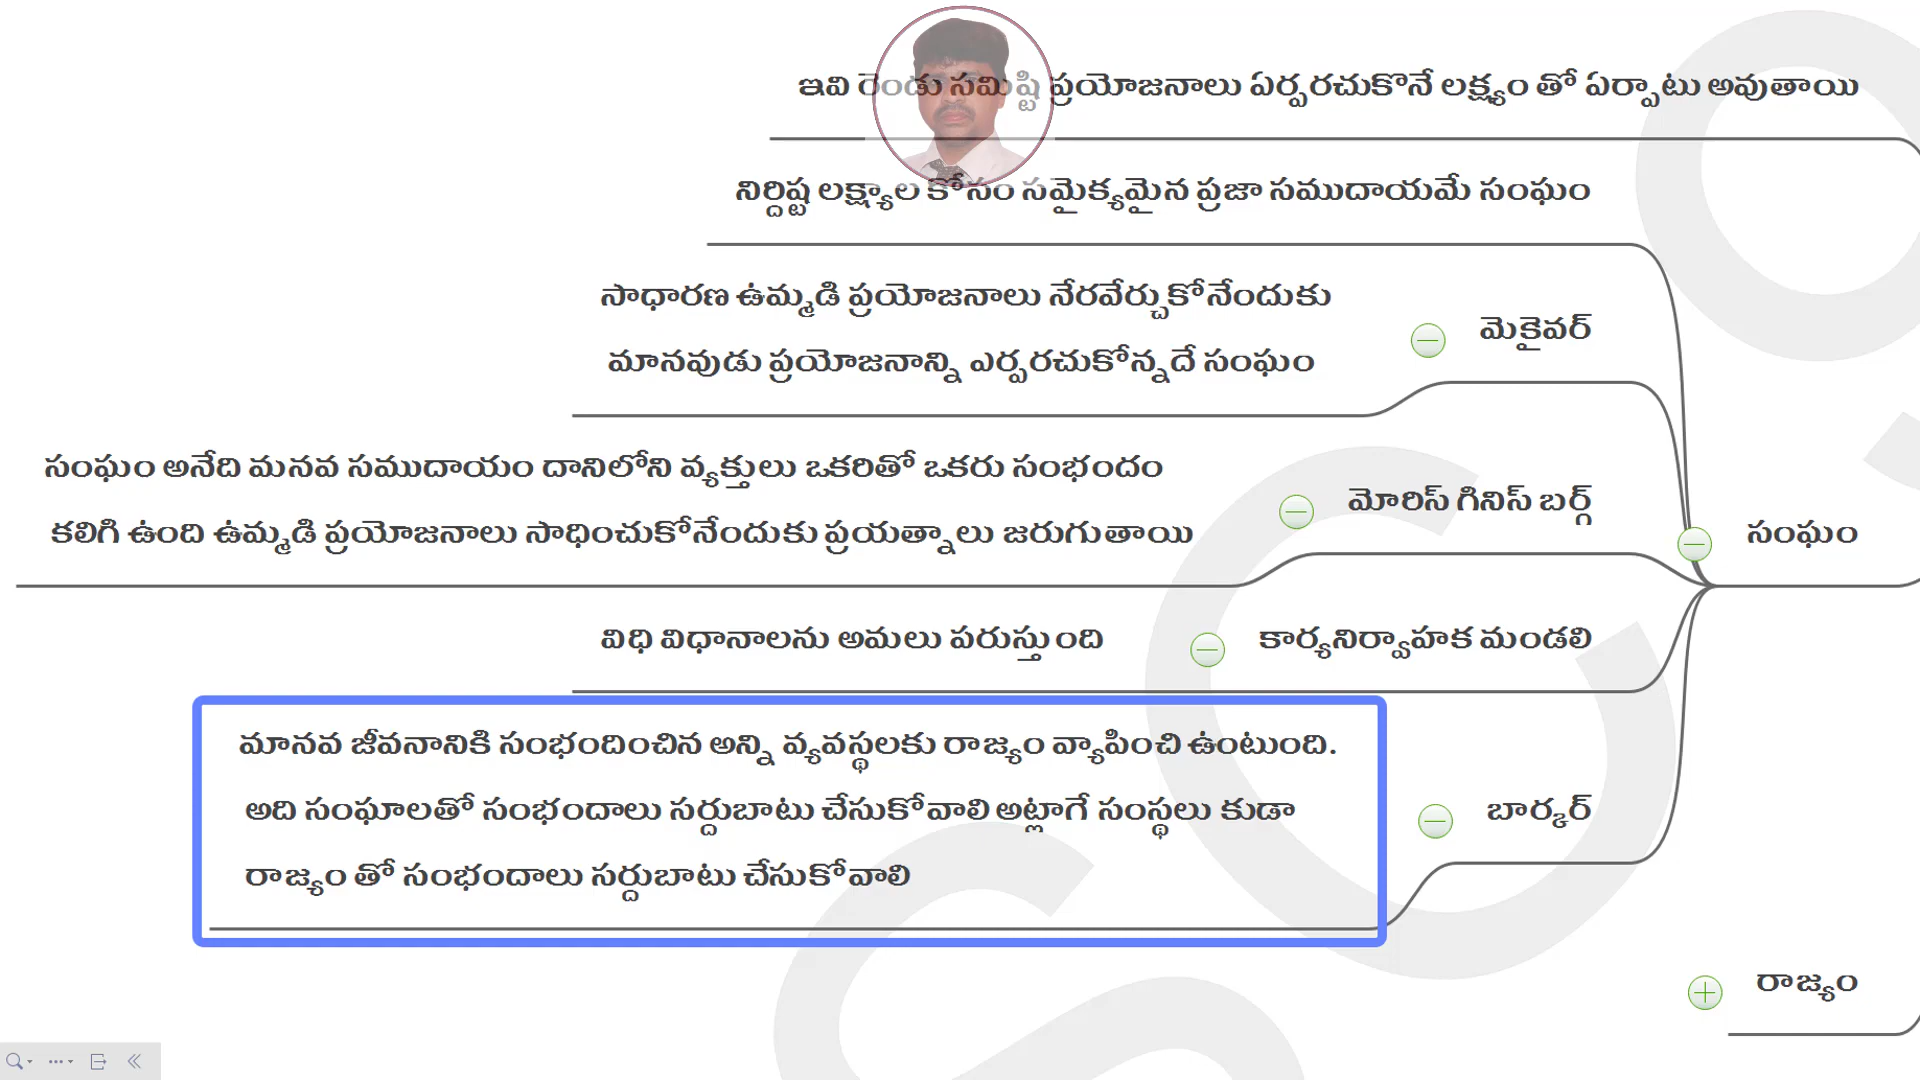 ఇవి రెండు సమిష్టి ప్రయోజనాలు ఏర్పరచుకొనే లక్ష్యం తో ఏర్పాటు అవుతాయి
నిర్దిష్ట లక్ష్యాల కోసం సమైక్యమైన ప్రజా సముదాయమే సంఘం
సాధారణ ఉమ్మడి ప్రయోజనాలు నేరవేర్చుకోనేందుకు
మానవుడు ప్రయోజనాన్ని ఎర్పరచుకోన్నదే సంఘం
మెకైవర్
సంఘం అనేది మనవ సముదాయం దానిలోని వ్యక్తులు ఒకరితో ఒకరు సంభందం
కలిగి ఉంది ఉమ్మడి ప్రయోజనాలు సాధించుకోనేందుకు ప్రయత్నాలు జరుగుతాయి
మోరిస్ గినిస్ బర్గ్
సంఘం
విధి విధానాలను అమలు పరుస్తుంది
కార్యనిర్వాహక మండలి
మానవ జీవనానికి సంభందించిన అన్ని వ్యవస్థలకు రాజ్యం వ్యాపించి ఉంటుంది.
అది సంఘాలతో సంభందాలు సర్దుబాటు చేసుకోవాలి అట్లాగే సంస్థలు కుడా
రాజ్యం తో సంభందాలు సర్దుబాటు చేసుకోవాలి
బార్కర్
రాజ్యం